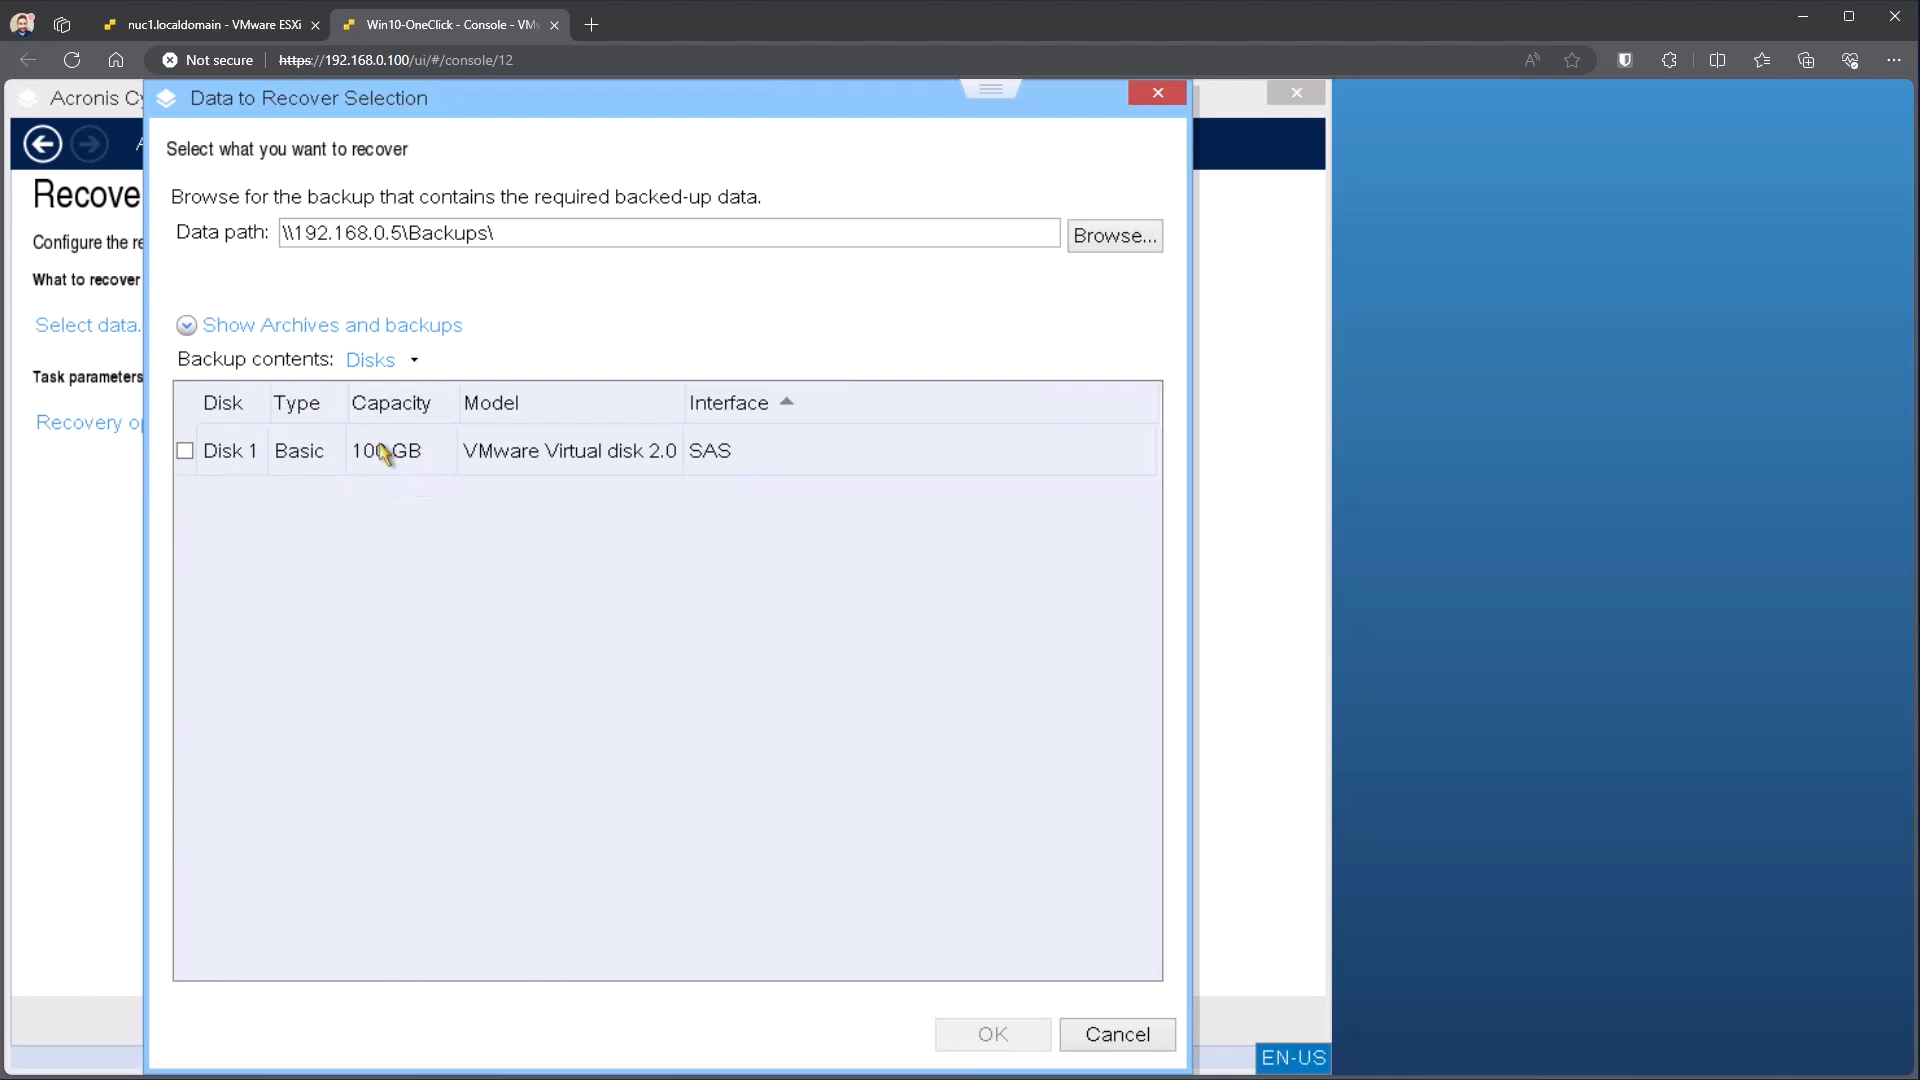 nuc1.localdomain - VMware ESXi
Win10-OneClick - Console - VM
Not secure
https://192.168.0.100/ui/#/console/12
Acronis Cy
Data to Recover Selection
A
Recove
Configure the re
What to recover
Select data.
Task parameters
Recovery op
Select what you want to recover
Browse for the backup that contains the required backed-up data.
Data path: \\192.168.0.5\Backups\ Browse...
Show Archives and backups
Backup contents: Disks
Disk Type Capacity Model Interface
Disk 1 Basic 100 GB VMware Virtual disk 2.0 SAS
OK Cancel
EN-US